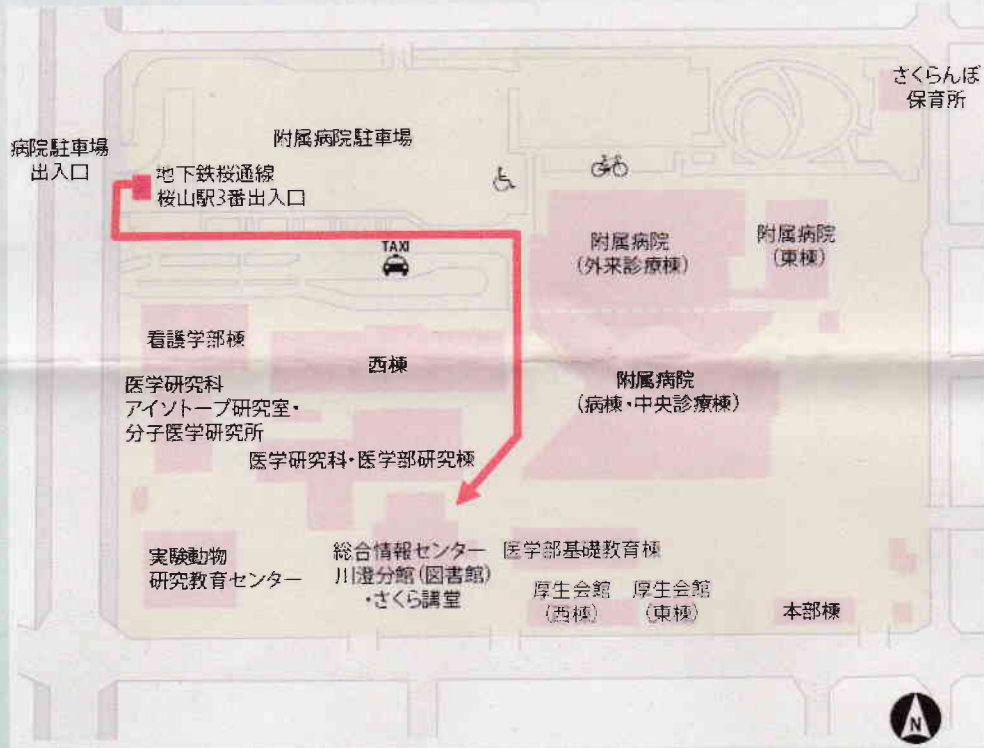 さくらんぼ
保育所
病院駐車場
出入口
附属病院駐車場
地下鉄桜通線
桜山駅3番出入口
TAXI
附属病院
(外来診療棟)
附属病院
(東棟)
看護学部棟
西棟
附属病院
(病棟・中央診療棟)
医学研究科
アイソトープ研究室・
分子医学研究所
医学研究科・医学部研究棟
実験動物
研究教育センター
総合情報センター
川澄分館(図書館)
・さくら講堂
医学部基礎教育棟
厚生会館
(西棟)
厚生会館
(東棟)
本部棟
N